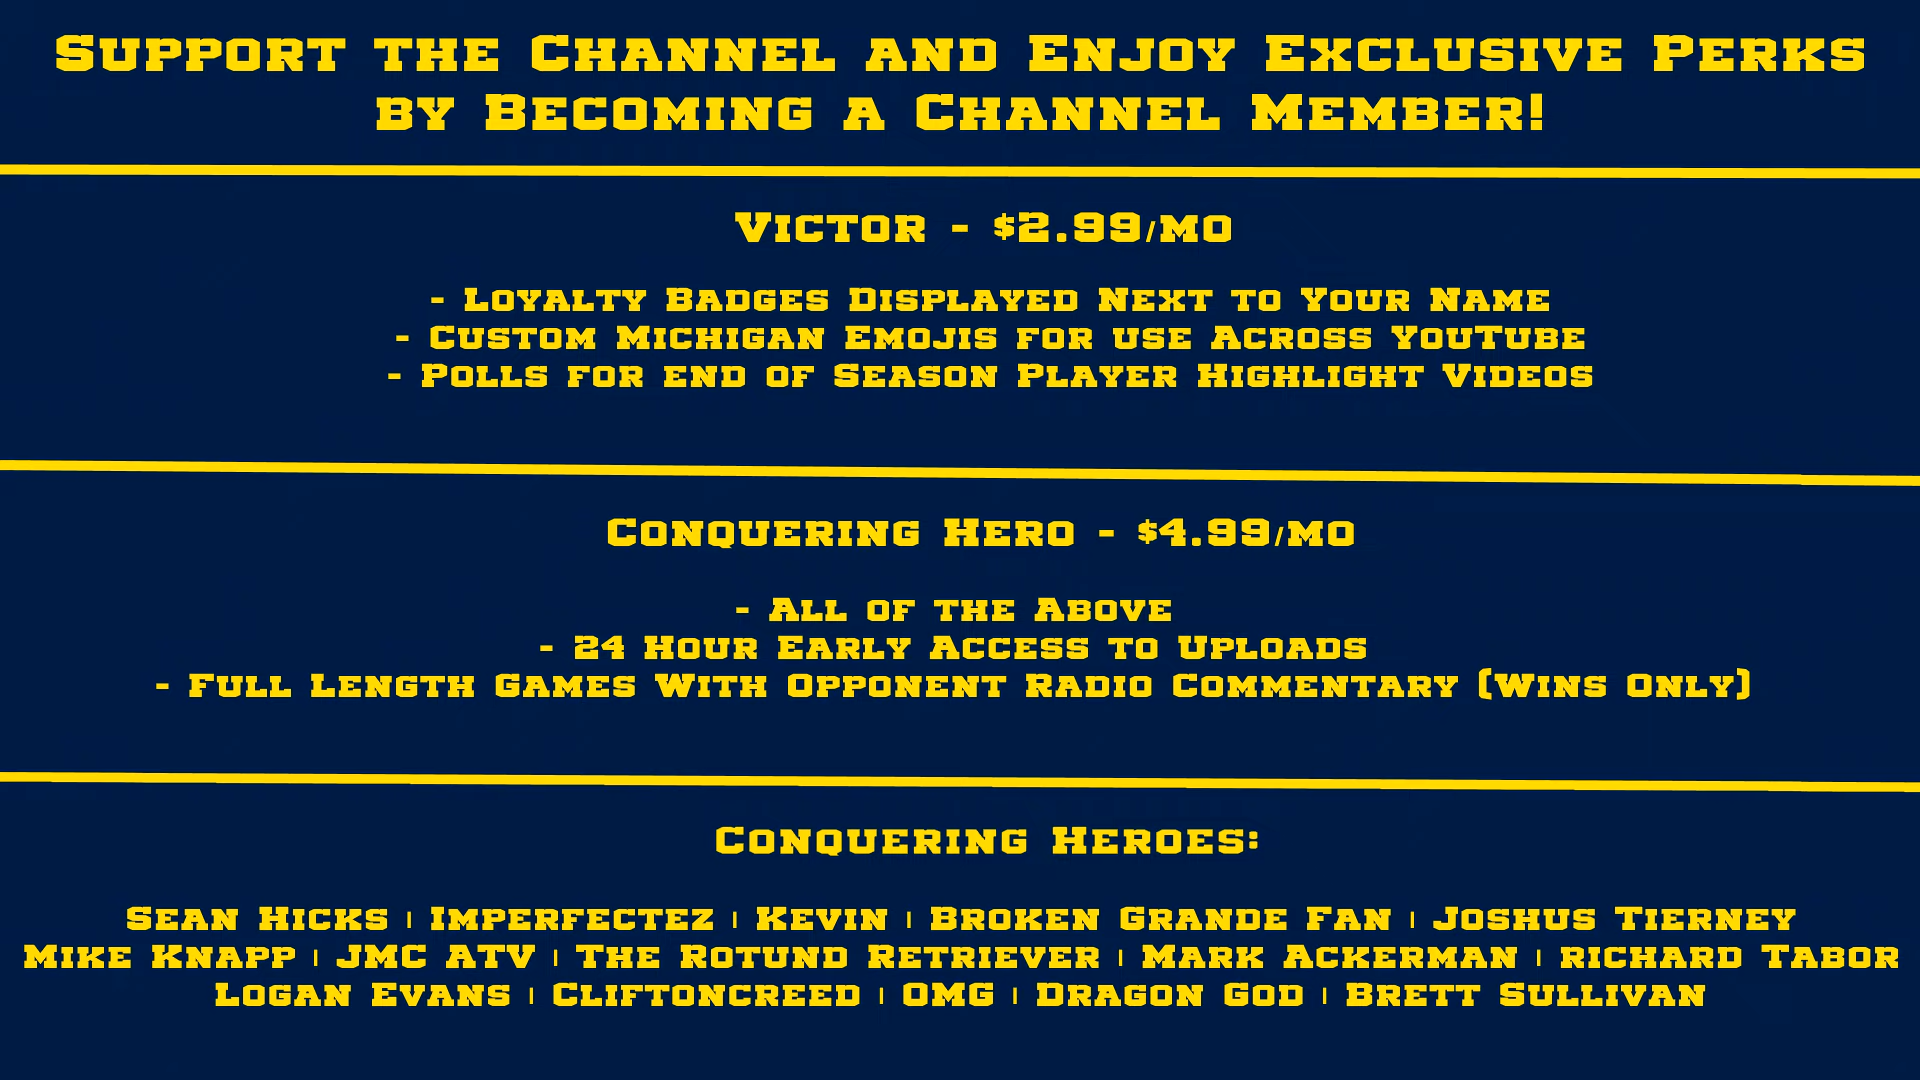 Support the Channel and Enjoy Exclusive Perks
by Becoming a Channel Member!
Victor - $2.99/mo
- Loyalty Badges Displayed Next to Your Name
- Custom Michigan Emojis for use Across YouTube
- Polls for end of Season Player Highlight Videos
Conquering Hero - $4.99/mo
- All of the Above
- 24 Hour Early Access to Uploads
- Full Length Games With Opponent Radio Commentary (Wins Only)
Conquering Heroes:
Sean Hicks | Imperfectez | Kevin | Broken Grande Fan | Joshus Tierney
Mike Knapp | JMC ATV | The Rotund Retriever | Mark Ackerman | richard Tabor
Logan Evans | Cliftoncreed | OMG | Dragon God | Brett Sullivan